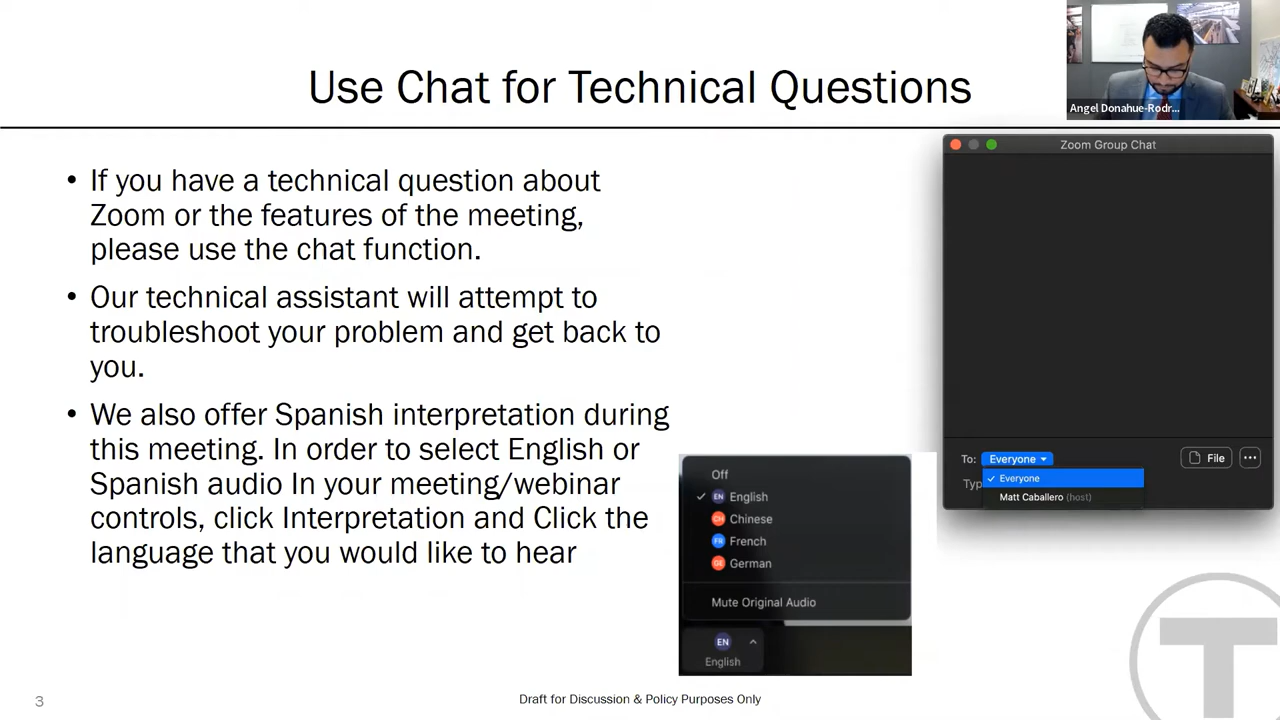 Use Chat for Technical Questions
Angel Donahue-Rodr...
• If you have a technical question about
Zoom or the features of the meeting,
please use the chat function.
• Our technical assistant will attempt to
troubleshoot your problem and get back to
you.
• We also offer Spanish interpretation during
this meeting. In order to select English or
Spanish audio In your meeting/webinar
controls, click Interpretation and Click the
language that you would like to hear
Zoom Group Chat
To: Everyone
File
Everyone
Typ
Matt Caballero (host)
Off
EN English
CH Chinese
FR French
GE German
Mute Original Audio
EN
English
T
3
Draft for Discussion & Policy Purposes Only